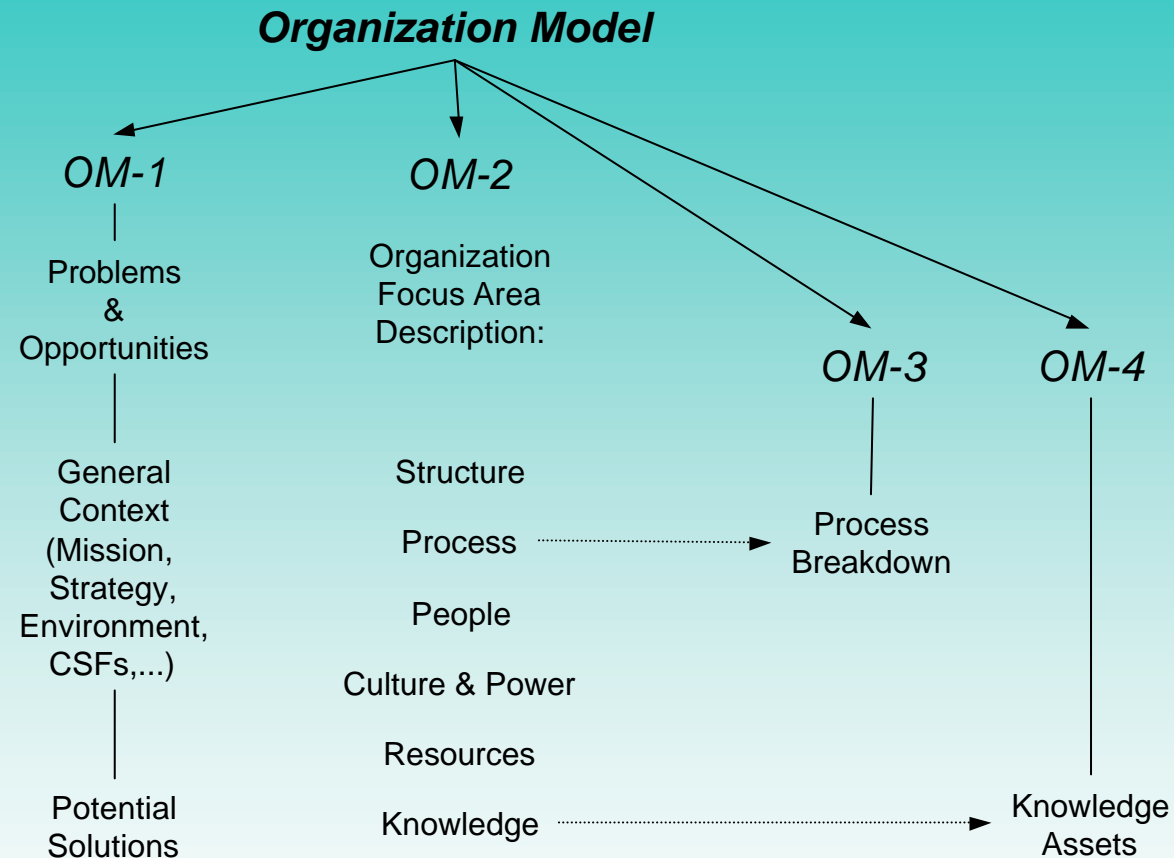 Organization Model
OM-1
Problems
&
Opportunities
General
Context
(Mission,
Strategy,
Environment,
CSFs,...)
Potential
Solutions
OM-2
Organization
Focus Area
Description:
Structure
Process
People
Culture & Power
Resources
Knowledge
OM-3
Process
Breakdown
OM-4
Knowledge
Assets